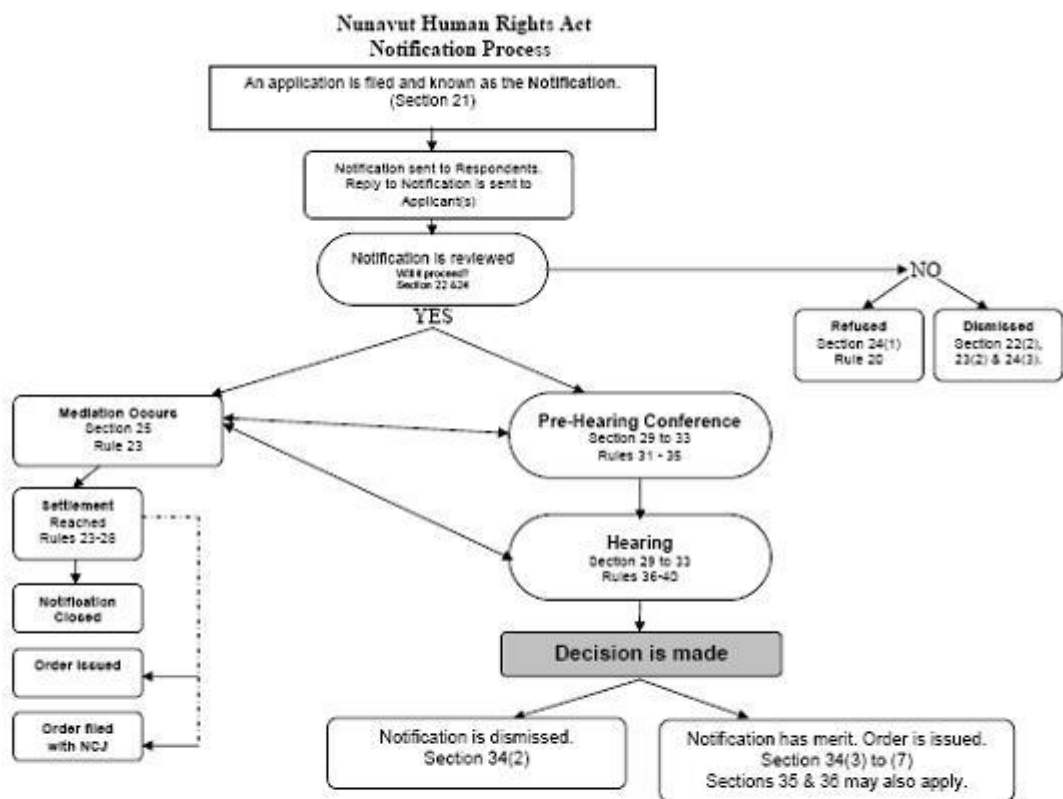 Nunavut Human Rights Act
Notification Process
An application is filed and known as the Notification.
(Section 21)
Notification sent to Respondents.
Reply to Notification is sent to
Applicant(s)
Notification is reviewed
Will it proceed?
Section 22 &24
NO
YES
Refused
Section 24(1)
Rule 20
Dismissed
Section 22(2),
23(2) & 24(3).
Mediation Occurs
Section 25
Rule 23
Pre-Hearing Conference
Section 29 to 33
Rules 31 - 35
Settlement
Reached
Rules 23-28
Hearing
Section 29 to 33
Rules 36-40
Notification
Closed
Decision is made
Order Issued
Order filed
with NCJ
Notification is dismissed.
Section 34(2)
Notification has merit. Order is issued.
Section 34(3) to (7)
Sections 35 & 36 may also apply.